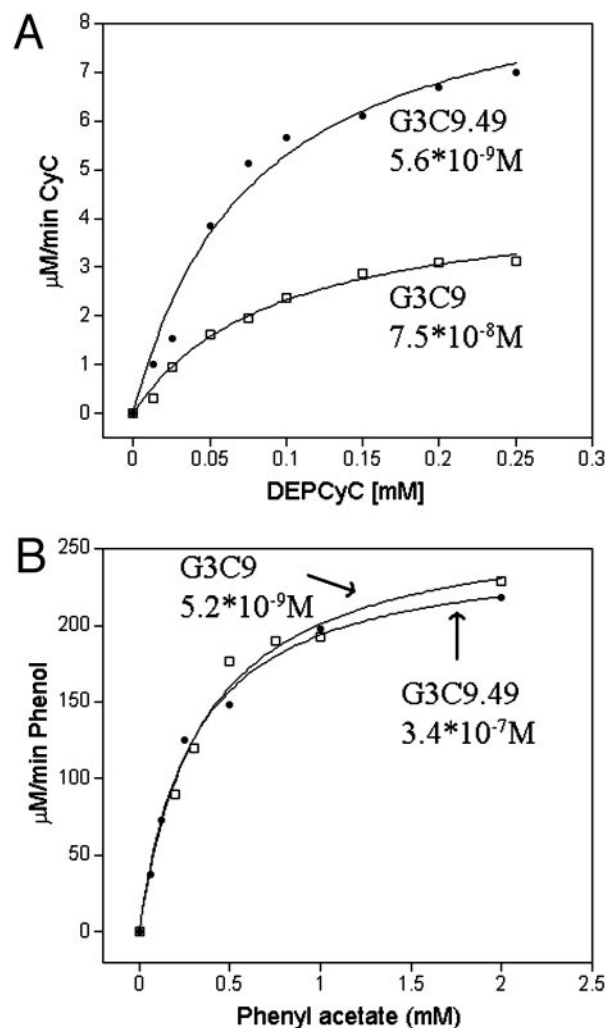 A
8
7
6
5
4
3
2
1
0
μM/min CyC
G3C9.49
5.6*10⁻⁹M
G3C9
7.5*10⁻⁸M
0 0.05 0.1 0.15 0.2 0.25 0.3
DEPCyC [mM]
B
250
200
150
100
50
0
μM/min Phenol
G3C9
5.2*10⁻⁹M
G3C9.49
3.4*10⁻⁷M
0 0.5 1 1.5 2 2.5
Phenyl acetate (mM)